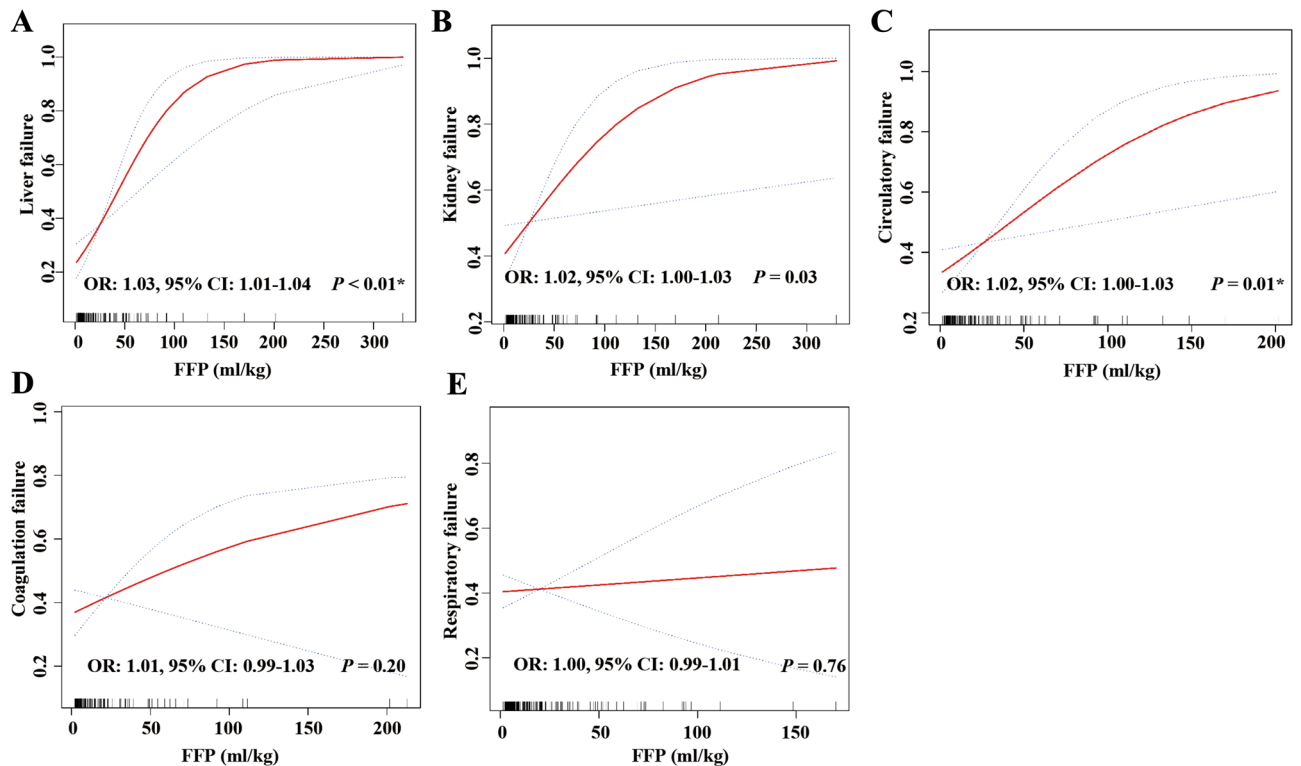 A
Liver failure
1.0
0.8
0.6
0.4
0.2
OR: 1.03, 95% CI: 1.01-1.04 P < 0.01*
0 50 100 150 200 250 300
FFP (ml/kg)
B
Kidney failure
1.0
0.8
0.6
0.4
0.2
OR: 1.02, 95% CI: 1.00-1.03 P = 0.03
0 50 100 150 200 250 300
FFP (ml/kg)
C
Circulatory failure
1.0
0.8
0.6
0.4
0.2
OR: 1.02, 95% CI: 1.00-1.03 P = 0.01*
0 50 100 150 200
FFP (ml/kg)
D
Coagulation failure
1.0
0.8
0.6
0.4
0.2
OR: 1.01, 95% CI: 0.99-1.03 P = 0.20
0 50 100 150 200
FFP (ml/kg)
E
Respiratory failure
0.8
0.6
0.4
0.2
OR: 1.00, 95% CI: 0.99-1.01 P = 0.76
0 50 100 150
FFP (ml/kg)